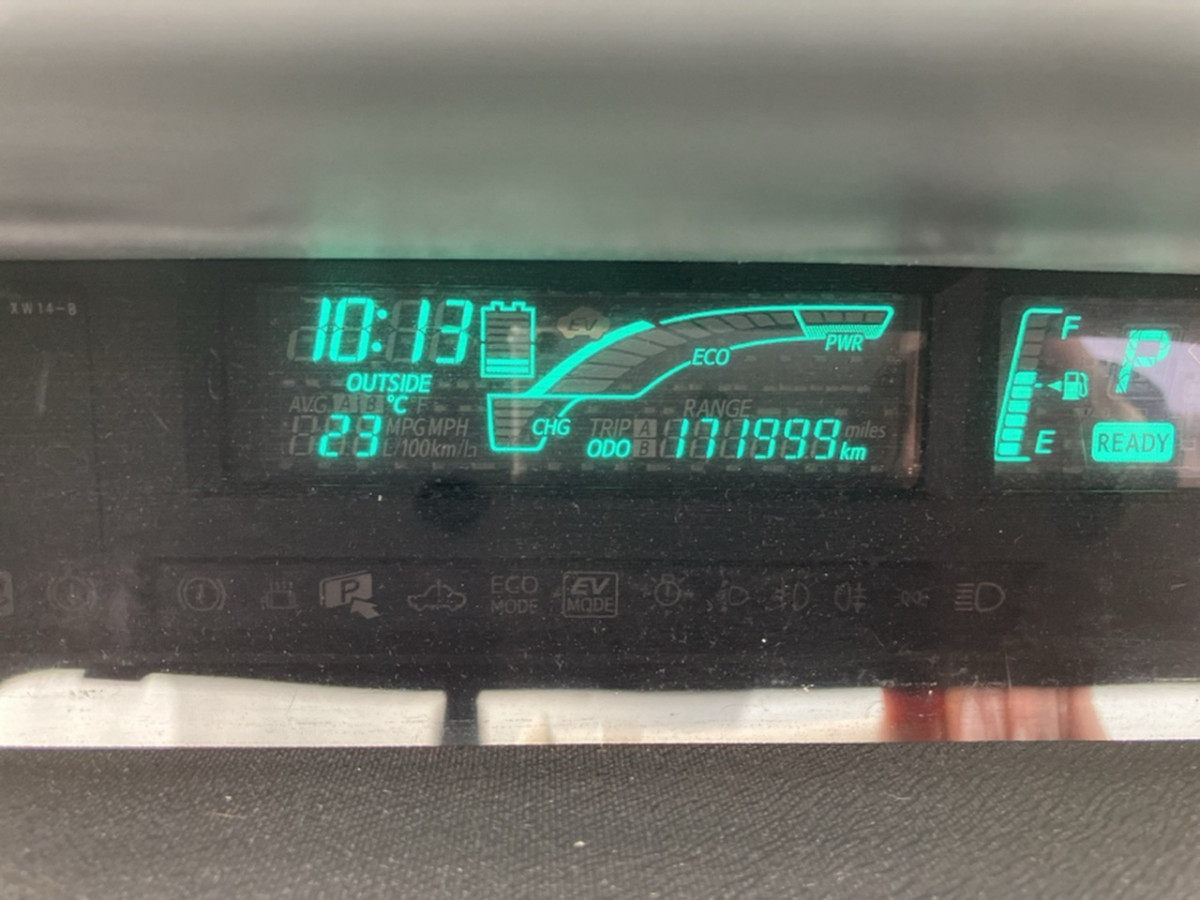 XW14-B
10:13
EV
OUTSIDE
PWR
ECO
F
P
AVG A B °C °F
RANGE
23 MPG MPH
CHG
TRIP A
171999 miles
L/100km/h
ODO B
km
E
READY
P
ECO
MODE
EV
MODE